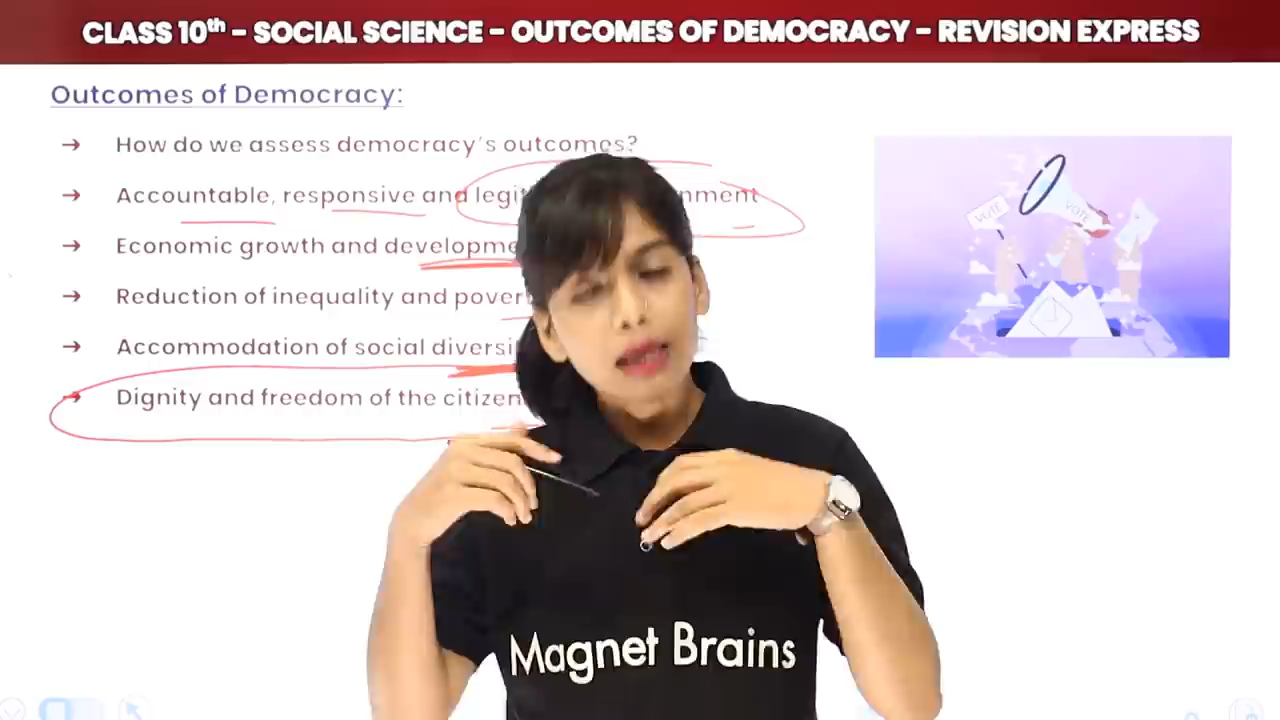 CLASS 10th – SOCIAL SCIENCE – OUTCOMES OF DEMOCRACY – REVISION EXPRESS
Outcomes of Democracy:
→ How do we assess democracy's outcomes?
→ Accountable, responsive and
→ Economic growth and
→ Reduction of inequality and
→ Accommodation of social
→ Dignity and freedom of the
VOTE
VOTE
Magnet Brains